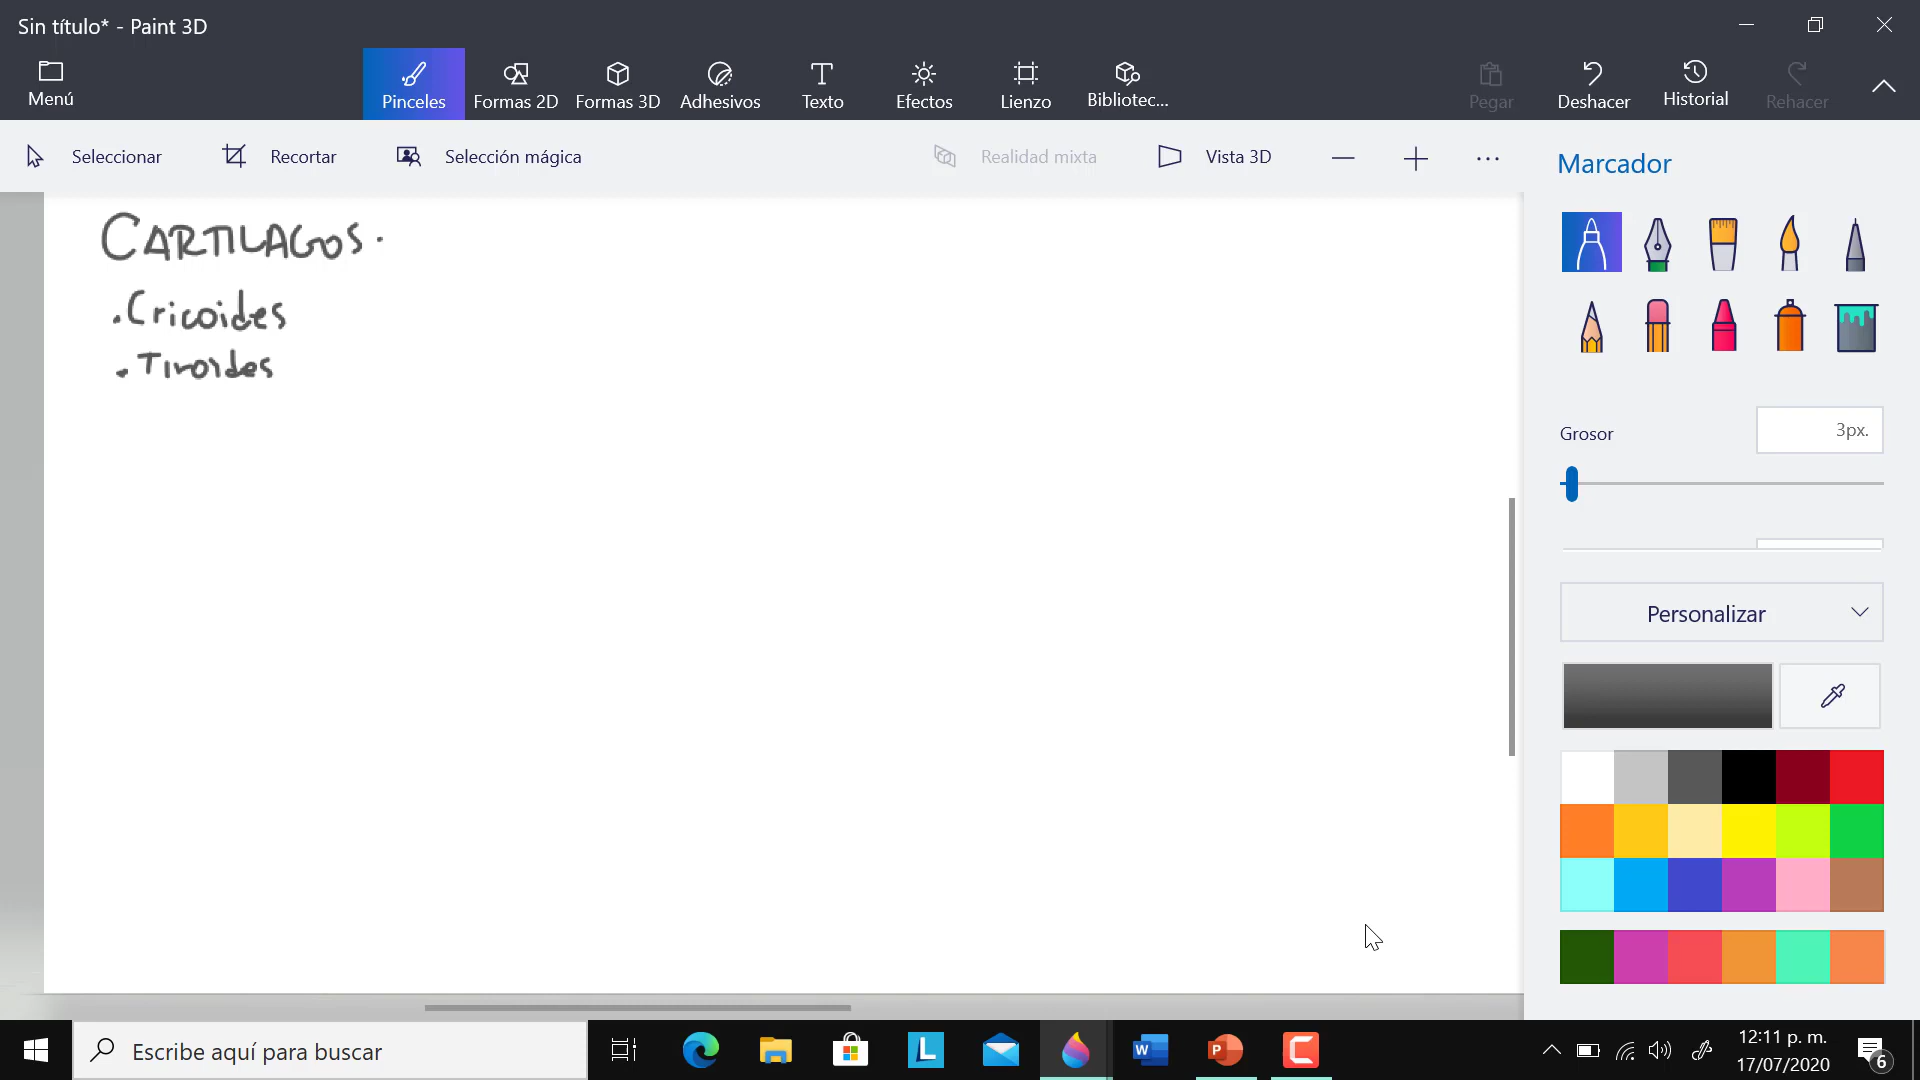 Sin título* - Paint 3D
Menú
Pinceles
Formas 2D
Formas 3D
Adhesivos
Texto
Efectos
Lienzo
Bibliotec...
Pegar
Deshacer
Historial
Rehacer
Seleccionar
Recortar
Selección mágica
Realidad mixta
Vista 3D
Marcador
CARTILAGOS.
.Cricoides
.Tiroides
Grosor
3px.
Personalizar
Escribe aquí para buscar
12:11 p. m.
17/07/2020
6